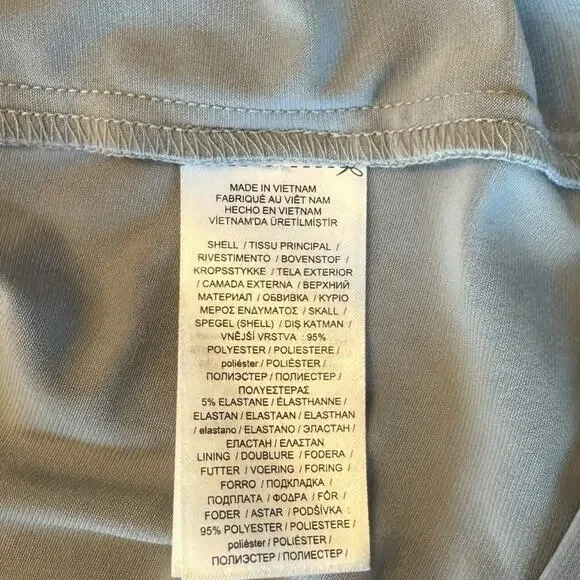 MADE IN VIETNAM
FABRIQUÉ AU VIÊT NAM
HECHO EN VIETNAM
VİETNAM'DA ÜRETİLMİŞTİR
SHELL / TISSU PRINCIPAL /
RIVESTIMENTO / BOVENSTOF /
KROPSSTYKKE / TELA EXTERIOR
/ CAMADA EXTERNA / ВЕРХНИЙ
МАТЕРИАЛ / ОБВИВКА / ΚΥΡΙΟ
ΜΕΡΟΣ ΕΝΔΥΜΑΤΟΣ / SKALL /
SPEGEL (SHELL) / DIŞ KATMAN /
VNĚJŠÍ VRSTVA : 95%
POLYESTER / POLIESTERE /
poliéster / POLIÉSTER /
ПОЛИЭСТЕР / ПОЛИЕСТЕР /
ΠΟΛΥΕΣΤΕΡΑΣ
5% ELASTANE / ÉLASTHANNE /
ELASTAN / ELASTAAN / ELASTHAN
/ elastano / ELASTANO / ЭЛАСТАН /
ЕЛАСТАН / ΕΛΑΣΤΑΝ
LINING / DOUBLURE / FODERA /
FUTTER / VOERING / FORING /
FORRO / ПОДКЛАДКА /
ПОДПЛАТА / ΦΟΔΡΑ / FÔR /
FODER / ASTAR / PODŠÍVKA :
95% POLYESTER / POLIESTERE /
poliéster / POLIÉSTER /
ПОЛИЭСТЕР / ПОЛИЕСТЕР /